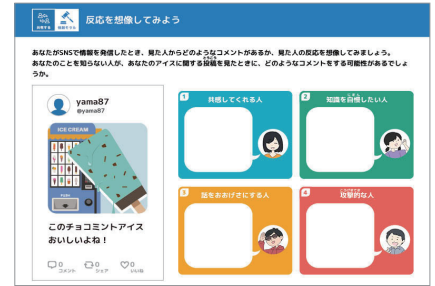 反応を想像してみよう
あなたがSNSで情報を発信したとき、見た人からどのようなコメントがあるか、見た人の反応を想像してみましょう。
あなたのことを知らない人が、あなたのアイスに関する投稿を見たときに、どのようなコメントをする可能性があるでしょ
うか。
yama87
@yama87
ICE CREAM
このチョコミントアイス
おいしいよね！
0 0 0
コメント シェア いいね
1 共感してくれる人
2 知識を自慢したい人
3 話をおおげさにする人
4 攻撃的な人